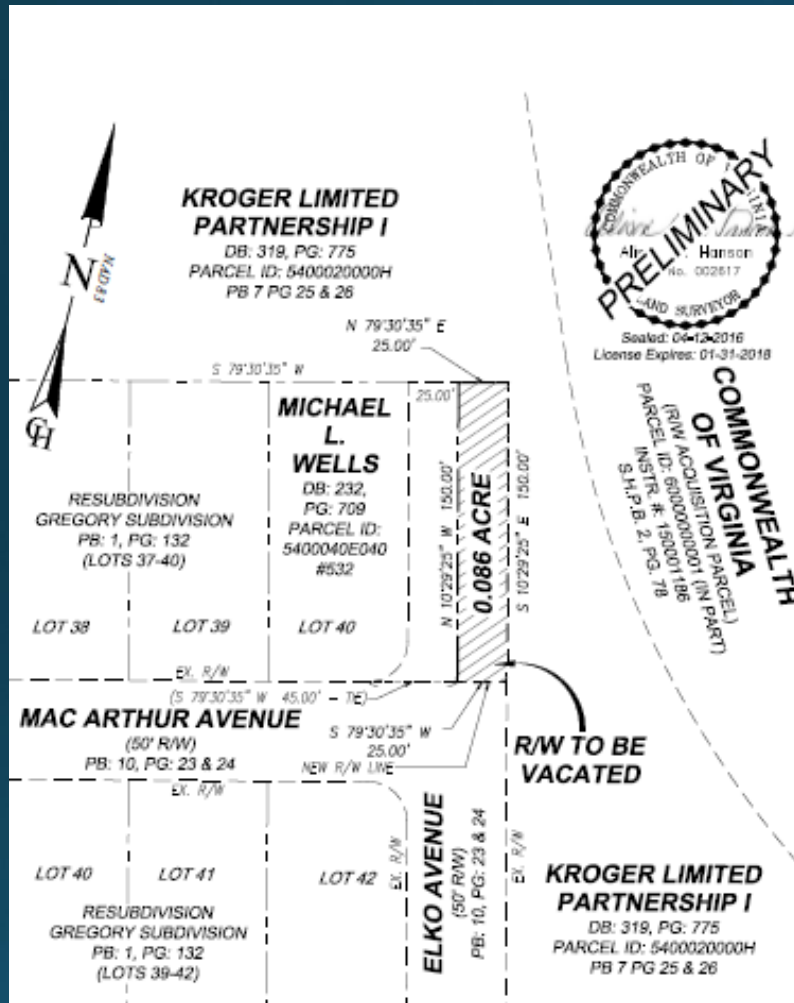 KROGER LIMITED
PARTNERSHIP I
DB: 319, PG: 775
PARCEL ID: 5400020000H
PB 7 PG 25 & 26
N
NAD83
GH
COMMONWEALTH OF VIRGINIA
PRELIMINARY
Hanson
No. 002617
LAND SURVEYOR
Sealed: 04-12-2016
License Expires: 01-31-2018
N 79°30'35" E
25.00'
S 79°30'35" W
25.00'
MICHAEL
L.
WELLS
DB: 232,
PG: 709
PARCEL ID:
5400040E040
#532
N 10°29'25" W 150.00'
0.086 ACRE
S 10°29'25" E 150.00'
COMMONWEALTH
OF VIRGINIA
(R/W ACQUISITION PARCEL)
PARCEL ID: 60000000001 (IN PART)
INSTR. #: 150001186
S.H.P.B. 2, PG. 78
RESUBDIVISION
GREGORY SUBDIVISION
PB: 1, PG: 132
(LOTS 37-40)
LOT 38
LOT 39
LOT 40
EX. R/W
(S 79°30'35" W 45.00' - TIE)
MAC ARTHUR AVENUE
(50' R/W)
PB: 10, PG: 23 & 24
S 79°30'35" W
25.00'
NEW R/W LINE
R/W TO BE
VACATED
EX. R/W
LOT 40
LOT 41
LOT 42
EX. R/W
ELKO AVENUE
(50' R/W)
PB: 10, PG: 23 & 24
EX. R/W
RESUBDIVISION
GREGORY SUBDIVISION
PB: 1, PG: 132
(LOTS 39-42)
KROGER LIMITED
PARTNERSHIP I
DB: 319, PG: 775
PARCEL ID: 5400020000H
PB 7 PG 25 & 26